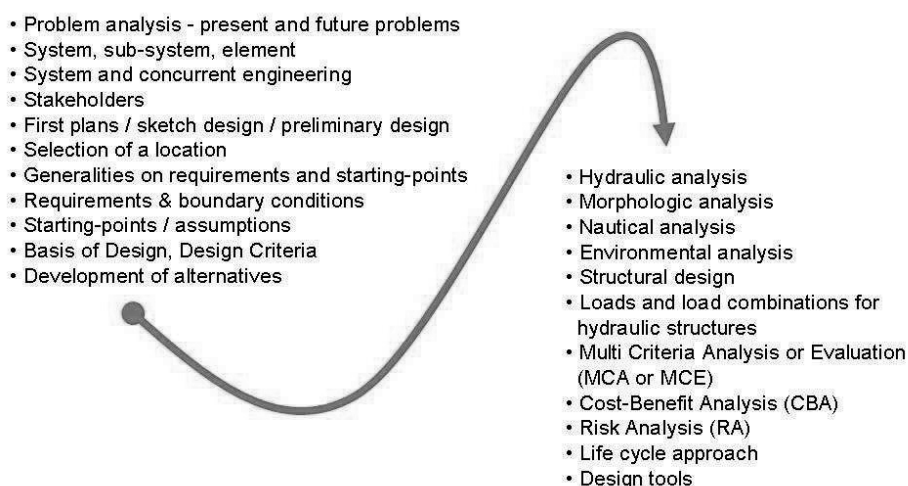 • Problem analysis - present and future problems
• System, sub-system, element
• System and concurrent engineering
• Stakeholders
• First plans / sketch design / preliminary design
• Selection of a location
• Generalities on requirements and starting-points
• Requirements & boundary conditions
• Starting-points / assumptions
• Basis of Design, Design Criteria
• Development of alternatives
• Hydraulic analysis
• Morphologic analysis
• Nautical analysis
• Environmental analysis
• Structural design
• Loads and load combinations for
hydraulic structures
• Multi Criteria Analysis or Evaluation
(MCA or MCE)
• Cost-Benefit Analysis (CBA)
• Risk Analysis (RA)
• Life cycle approach
• Design tools